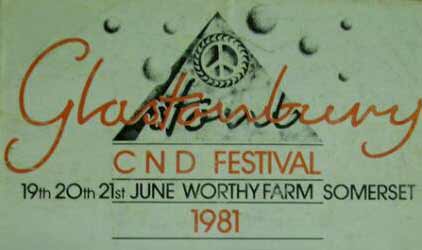 Glastonbury
CND FESTIVAL
19th 20th 21st JUNE WORTHY FARM SOMERSET
1981